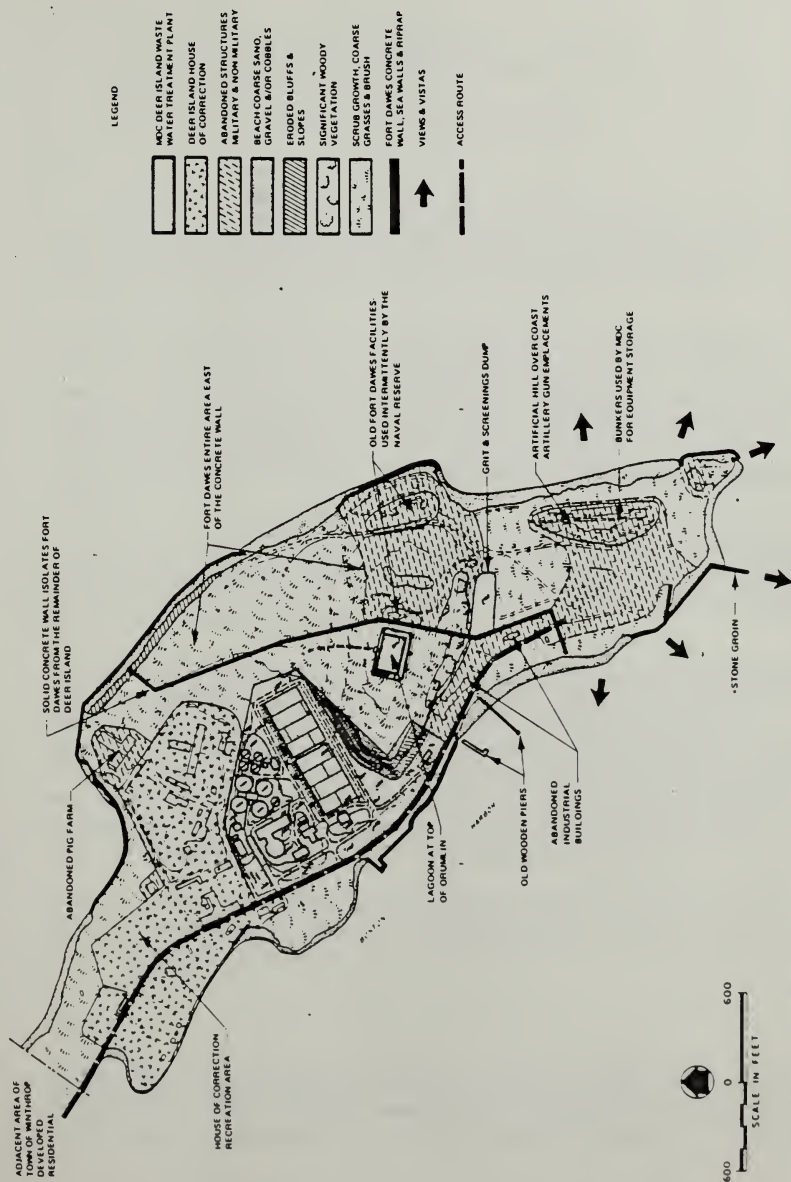 LEGEND
MDC DEER ISLAND WASTE
WATER TREATMENT PLANT
DEER ISLAND HOUSE
OF CORRECTION
ABANDONED STRUCTURES
MILITARY & NON MILITARY
BEACH COARSE SAND,
GRAVEL &/OR COBBLES
ERODED BLUFFS &
SLOPES
SIGNIFICANT WOODY
VEGETATION
SCRUB GROWTH, COARSE
GRASSES & BRUSH
FORT DAWES CONCRETE
WALL, SEA WALLS & RIPRAP
VIEWS & VISTAS
ACCESS ROUTE
ADJACENT AREA OF
TOWN OF WINTHROP
DEVELOPED
RESIDENTIAL
ABANDONED PIG FARM
SOLID CONCRETE WALL ISOLATES FORT
DAWES FROM THE REMAINDER OF
DEER ISLAND
FORT DAWES ENTIRE AREA EAST
OF THE CONCRETE WALL
OLD FORT DAWES FACILITIES
USED INTERMITTENTLY BY THE
NAVAL RESERVE
GRIT & SCREENINGS DUMP
ARTIFICIAL HILL OVER COAST
ARTILLERY GUN EMPLACEMENTS
BUNKERS USED BY MDC
FOR EQUIPMENT STORAGE
HOUSE OF CORRECTION
RECREATION AREA
BOSTON
HARBOR
LAGOON AT TOP
OF DRUMLIN
OLD WOODEN PIERS
ABANDONED
INDUSTRIAL
BUILDINGS
STONE GROIN
600 0 600
SCALE IN FEET